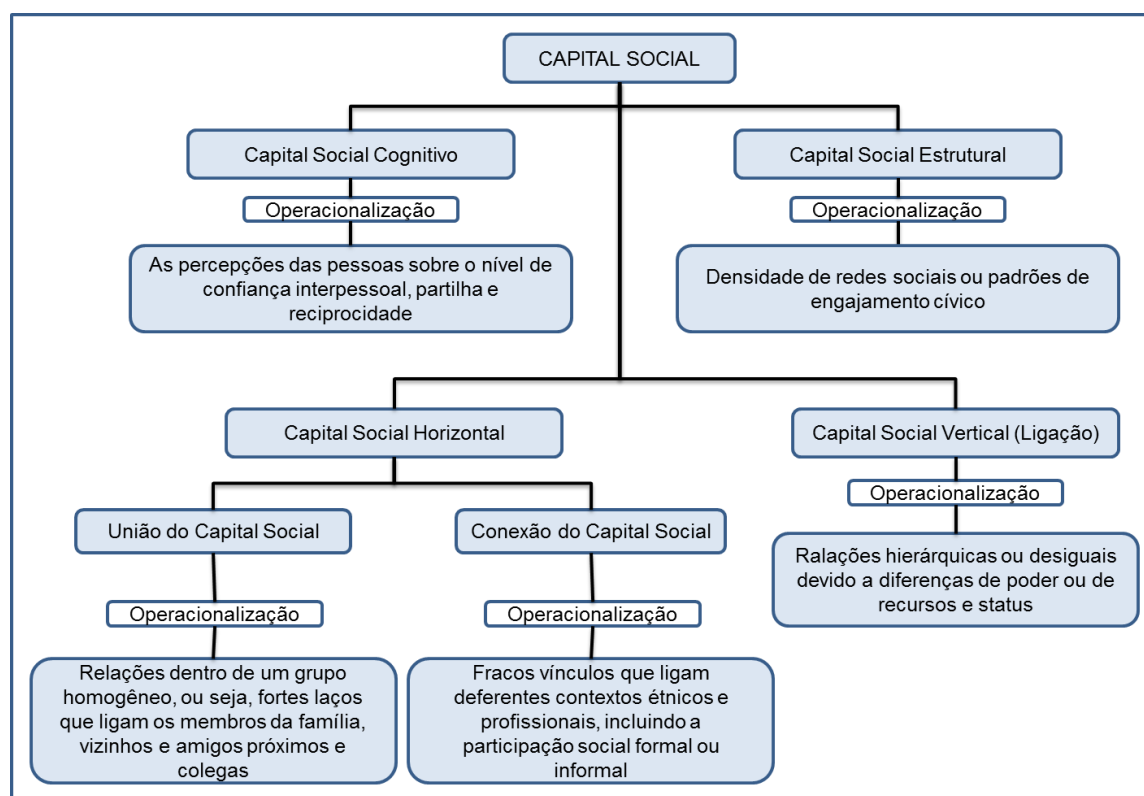 CAPITAL SOCIAL
Capital Social Cognitivo
Capital Social Estrutural
Operacionalização
Operacionalização
As percepções das pessoas sobre o nível de
confiança interpessoal, partilha e
reciprocidade
Densidade de redes sociais ou padrões de
engajamento cívico
Capital Social Horizontal
Capital Social Vertical (Ligação)
Operacionalização
União do Capital Social
Conexão do Capital Social
Ralações hierárquicas ou desiguais
devido a diferenças de poder ou de
recursos e status
Operacionalização
Operacionalização
Relações dentro de um grupo
homogêneo, ou seja, fortes laços
que ligam os membros da família,
vizinhos e amigos próximos e
colegas
Fracos vínculos que ligam
deferentes contextos étnicos e
profissionais, incluindo a
participação social formal ou
informal